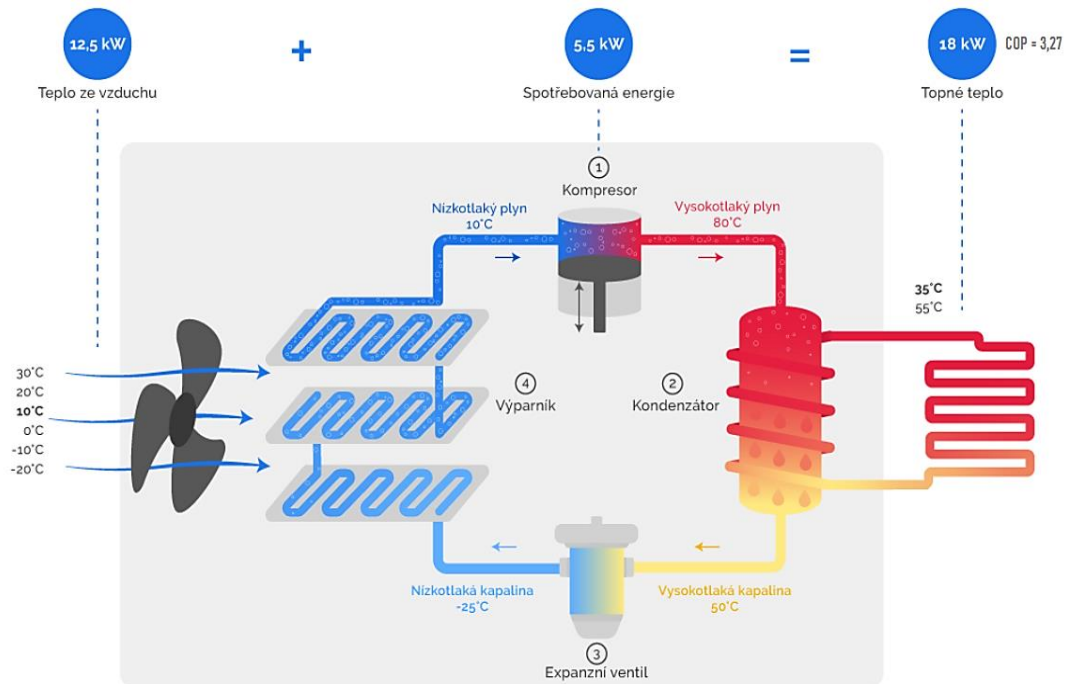 12,5 kW
+
5,5 kW
=
18 kW
COP = 3,27
Teplo ze vzduchu
Spotřebovaná energie
Topné teplo
1
Kompresor
Nízkotlaký plyn
10°C
Vysokotlaký plyn
80°C
35°C
55°C
30°C
20°C
10°C
0°C
-10°C
-20°C
4
Výparník
2
Kondenzátor
Nízkotlaká kapalina
-25°C
Vysokotlaká kapalina
50°C
3
Expanzní ventil